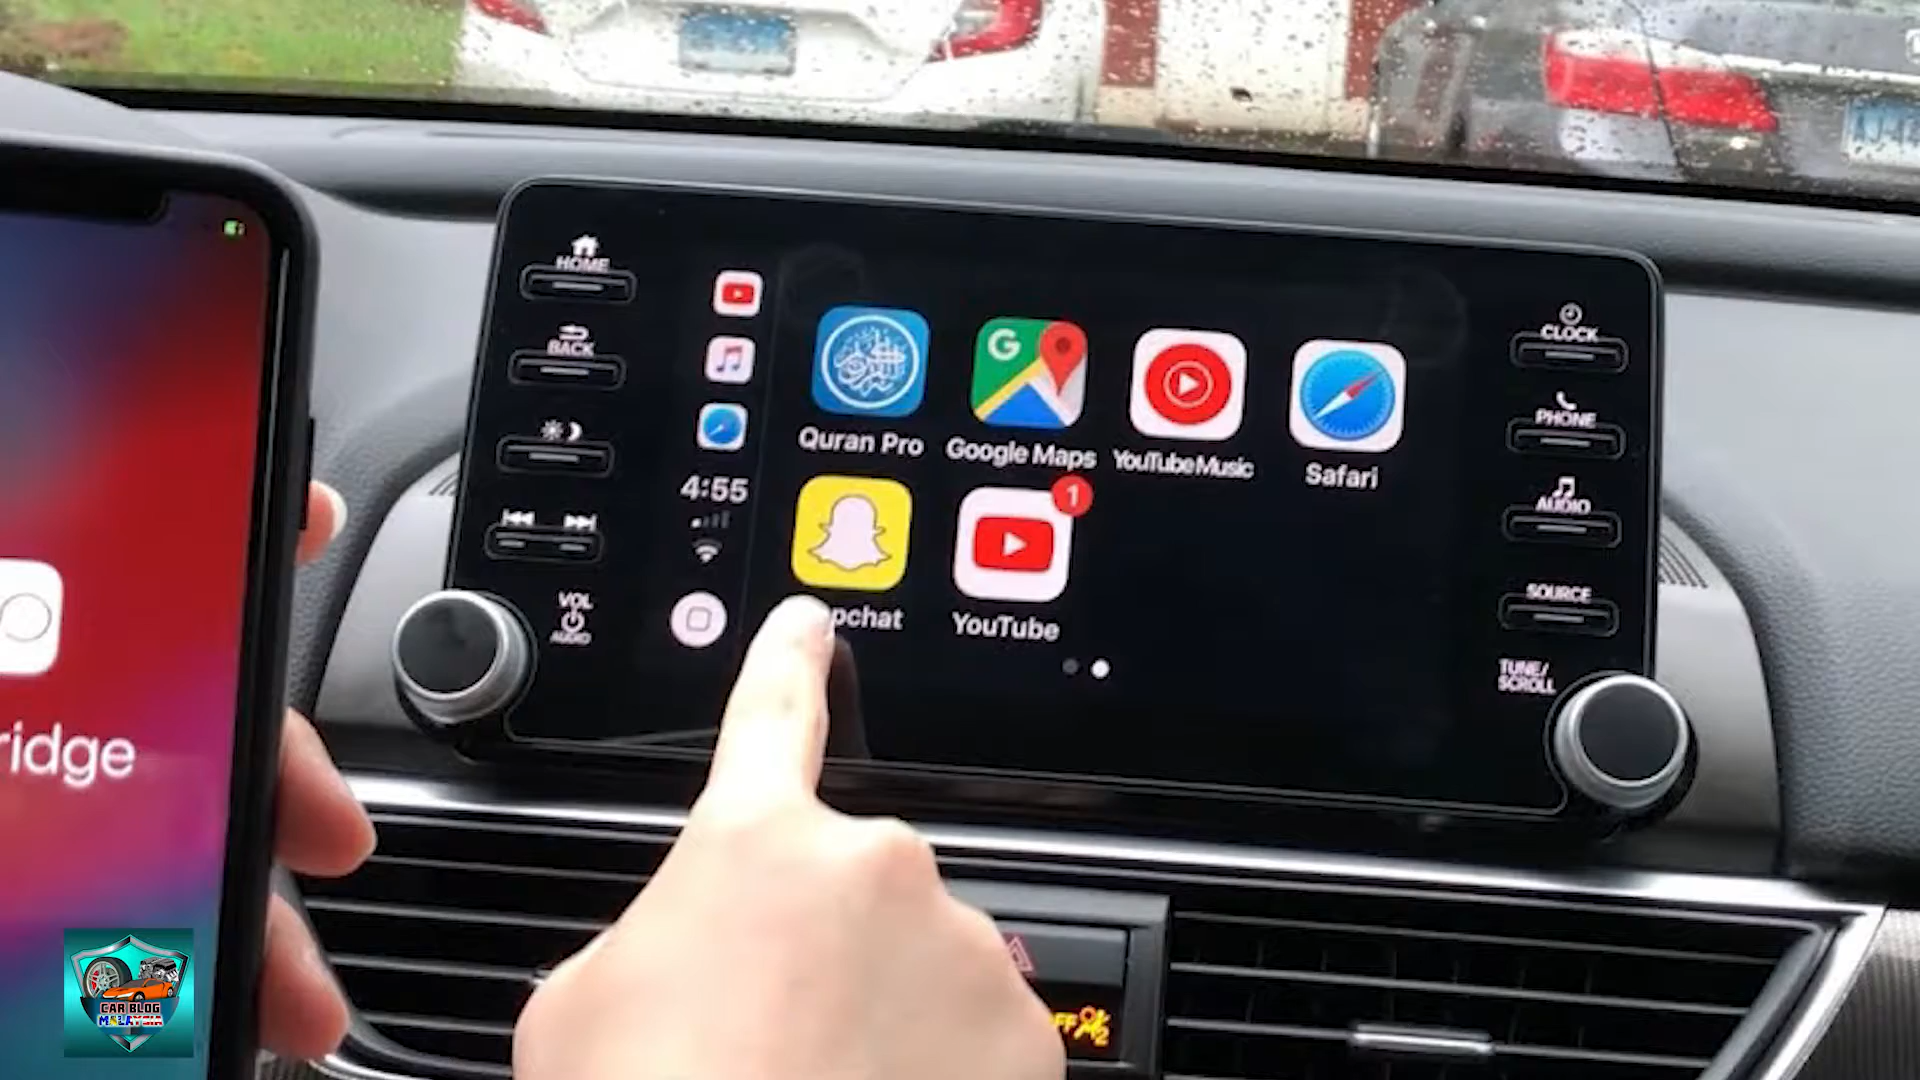 HOME
BACK
VOL
AUDIO
4:55
Quran Pro
Google Maps
YouTube Music
Safari
1
pchat
YouTube
CLOCK
PHONE
AUDIO
SOURCE
TUNE/
SCROLL
ridge
CAR BLOG
MALAYSIA